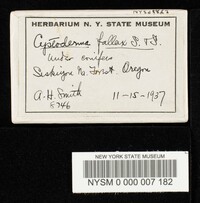 HERBARIUM N. Y. STATE MUSEUM
Cystoderma fallax S. & S.
Under conifers
Siskiyou Na. Forest Oregon
A. H. Smith 11-15-1937
NEW YORK STATE MUSEUM
NYSM 0 000 007 182